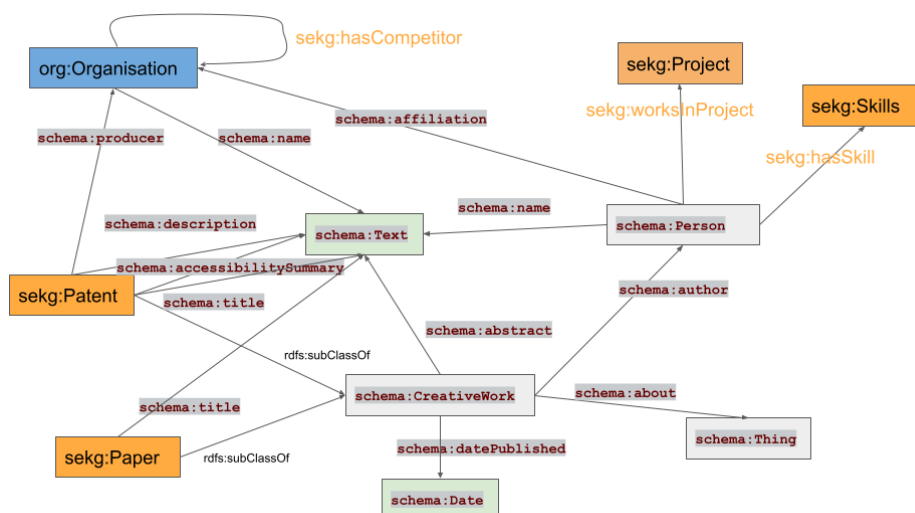 sekg:hasCompetitor
org:Organisation
sekg:Project
sekg:worksInProject
sekg:Skills
schema:affiliation
schema:producer
schema:name
sekg:hasSkill
schema:name
schema:description
schema:Text
schema:Person
schema:accessibilitySummary
sekg:Patent
schema:title
schema:author
schema:abstract
rdfs:subClassOf
schema:CreativeWork
schema:about
schema:title
schema:Thing
sekg:Paper
rdfs:subClassOf
schema:datePublished
schema:Date